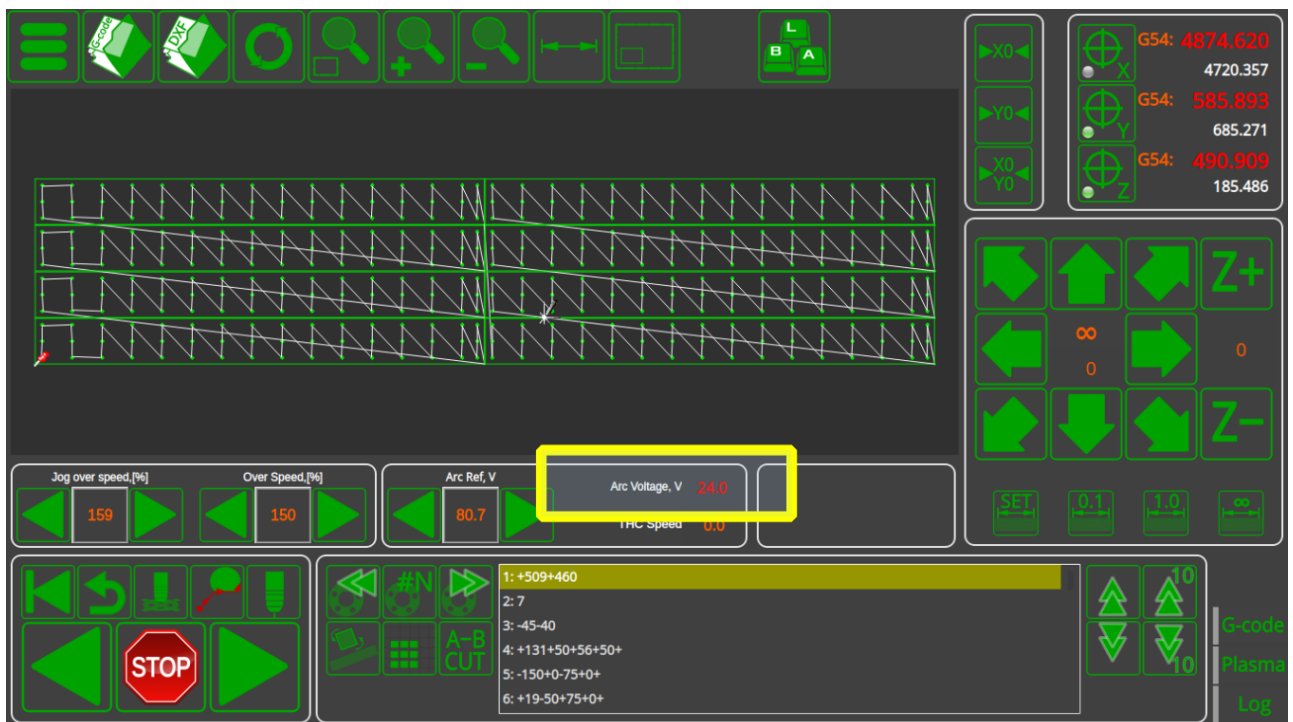 G-code
DXF
L
B
A
X0
Y0
X0
Y0
X
G54: 4874.620
4720.357
Y
G54: 585.893
685.271
Z
G54: 490.909
185.486
Z+
∞
0
0
Z−
SET
0.1
1.0
∞
Jog over speed,[%]
159
Over Speed,[%]
150
Arc Ref, V
80.7
Arc Voltage, V 24.0
THC Speed 0.0
STOP
#N
A−B
CUT
1: +509+460
2: 7
3: -45-40
4: +131+50+56+50+
5: -150+0-75+0+
6: +19-50+75+0+
10
10
G-code
Plasma
Log